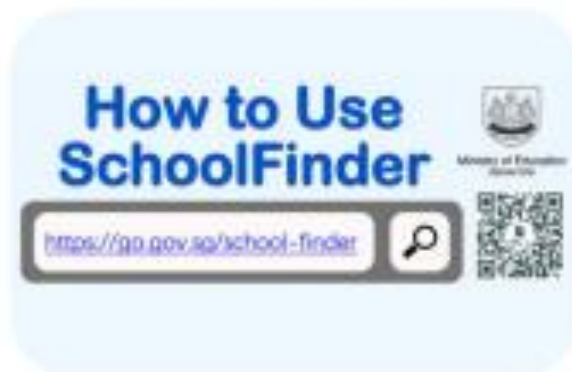 How to Use
SchoolFinder
Ministry of Education
https://go.gov.sg/school-finder